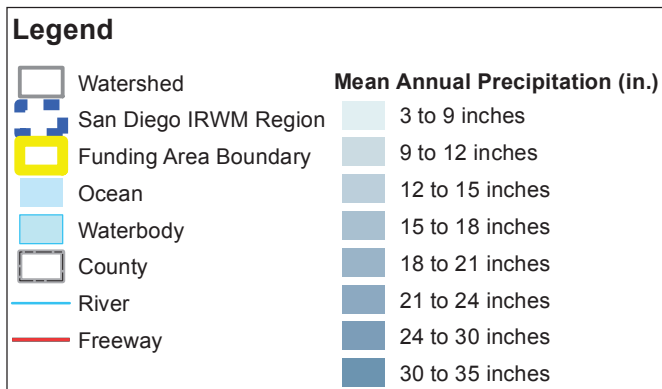 Legend
Watershed
San Diego IRWM Region
Funding Area Boundary
Ocean
Waterbody
County
River
Freeway
Mean Annual Precipitation (in.)
3 to 9 inches
9 to 12 inches
12 to 15 inches
15 to 18 inches
18 to 21 inches
21 to 24 inches
24 to 30 inches
30 to 35 inches